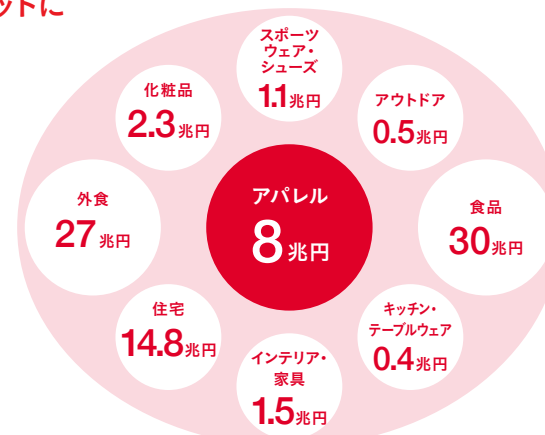 ットに
スポーツ
ウェア・
シューズ
1.1兆円
化粧品
2.3兆円
アウトドア
0.5兆円
外食
27兆円
アパレル
8兆円
食品
30兆円
住宅
14.8兆円
キッチン・
テーブルウェア
0.4兆円
インテリア・
家具
1.5兆円